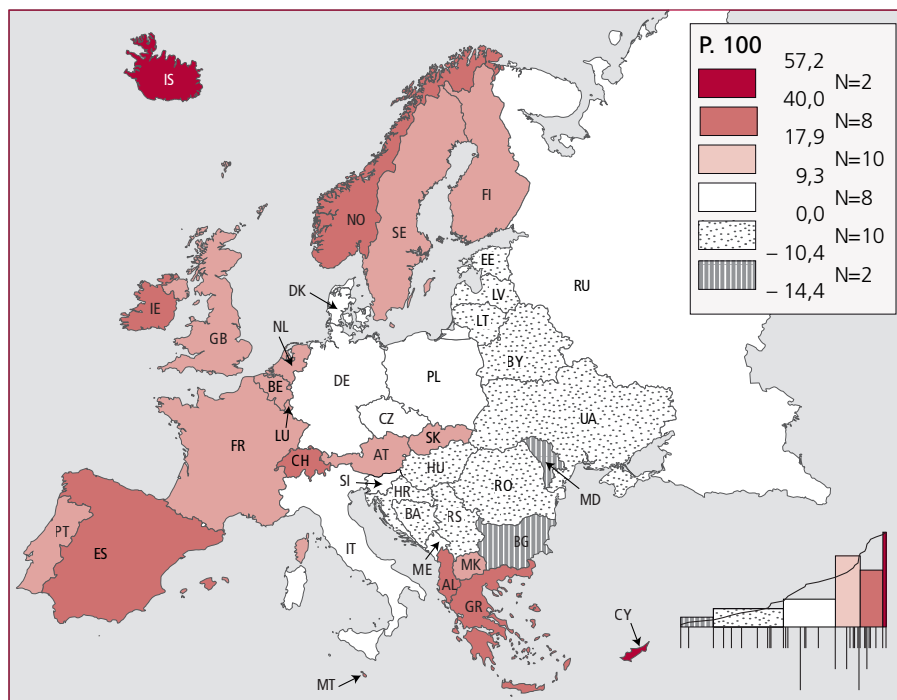 P. 100
57,2
N=2
40,0
N=8
17,9
N=10
9,3
N=8
0,0
N=10
– 10,4
N=2
– 14,4
IS
NO
SE
FI
RU
EE
LV
LT
DK
IE
GB
NL
BE
DE
PL
BY
LU
CZ
UA
FR
CH
AT
SK
SI
HU
HR
RO
MD
BA
RS
PT
ES
IT
ME
MK
BG
AL
GR
CY
MT